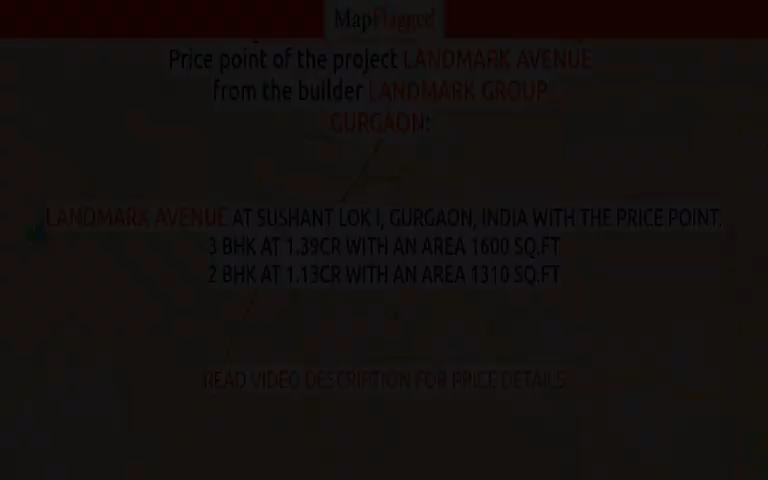 MapFlagged
Price point of the project LANDMARK AVENUE
from the builder LANDMARK GROUP
GURGAON:
LANDMARK AVENUE AT SUSHANT LOK I, GURGAON, INDIA WITH THE PRICE POINT.
3 BHK AT 1.39CR WITH AN AREA 1600 SQ.FT
2 BHK AT 1.13CR WITH AN AREA 1310 SQ.FT
READ VIDEO DESCRIPTION FOR PRICE DETAILS